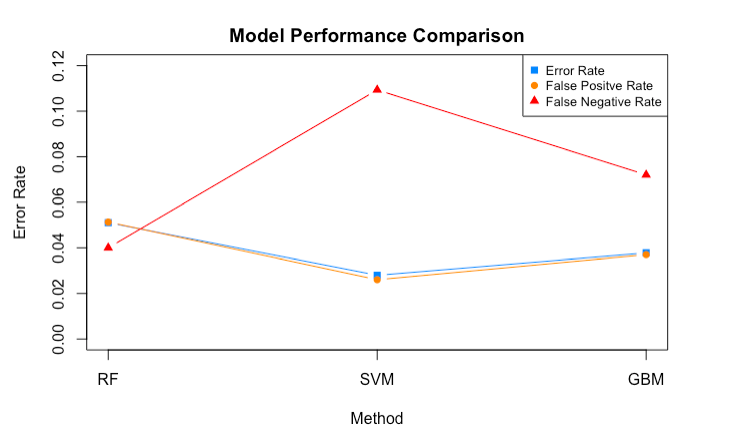 Model Performance Comparison
Error Rate
False Positve Rate
False Negative Rate
0.12
0.10
0.08
0.06
0.04
0.02
0.00
Error Rate
RF SVM GBM
Method